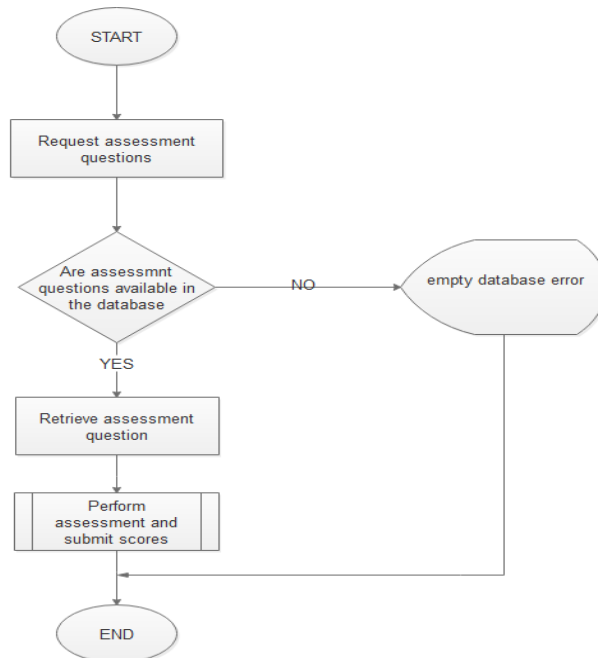 START
Request assessment
questions
Are assessmnt
questions available in
the database
NO
empty database error
YES
Retrieve assessment
question
Perform
assessment and
submit scores
END